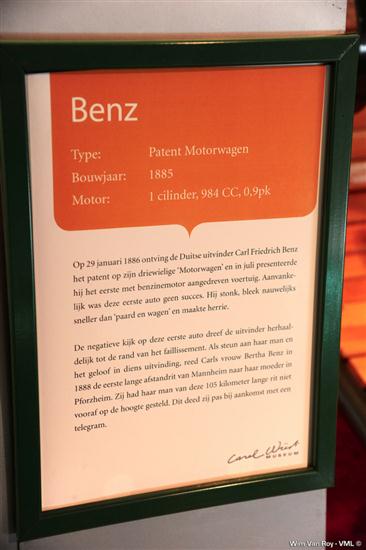 Benz
Type: Patent Motorwagen
Bouwjaar: 1885
Motor: 1 cilinder, 984 CC, 0,9pk
Op 29 januari 1886 ontving de Duitse uitvinder Carl Friedrich Benz
het patent op zijn driewielige 'Motorwagen' en in juli presenteerde
hij het eerste met benzinemotor aangedreven voertuig. Aanvanke-
lijk was deze eerste auto geen succes. Hij stonk, bleek nauwelijks
sneller dan 'paard en wagen' en maakte herrie.
De negatieve kijk op deze eerste auto dreef de uitvinder herhaal-
delijk tot de rand van het faillissement. Als steun aan haar man en
het geloof in diens uitvinding, reed Carls vrouw Bertha Benz in
1888 de eerste lange afstandrit van Mannheim naar haar moeder in
Pforzheim. Zij had haar man van deze 105 kilometer lange rit niet
vooraf op de hoogte gesteld. Dit deed zij pas bij aankomst met een
telegram.
MUSEUM
Wim Van Roy - VML ©